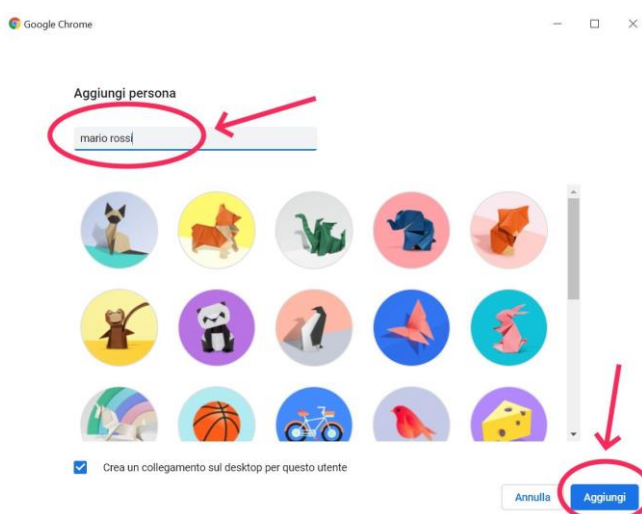 Google Chrome
Aggiungi persona
mario rossi
Crea un collegamento sul desktop per questo utente
Annulla
Aggiungi